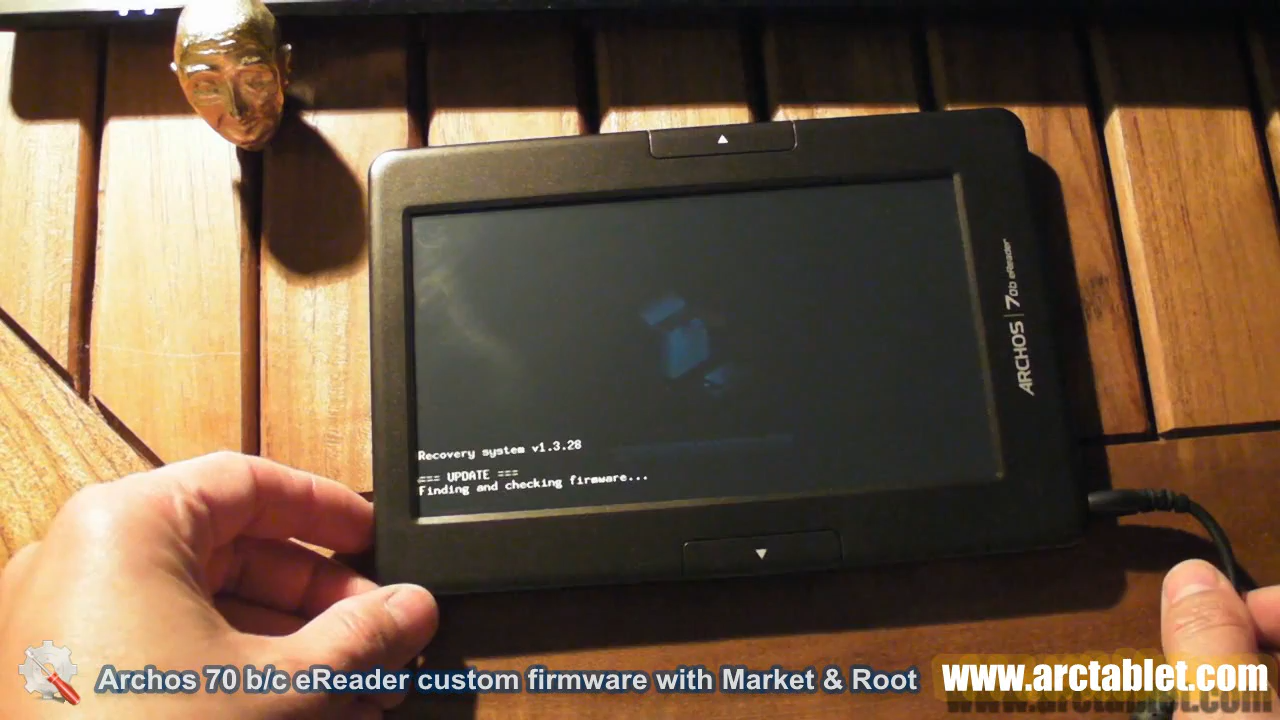 ARCHOS | 70b eReader
Recovery system v1.3.28
=== UPDATE ===
Finding and checking firmware...
Archos 70 b/c eReader custom firmware with Market & Root
www.arctablet.com